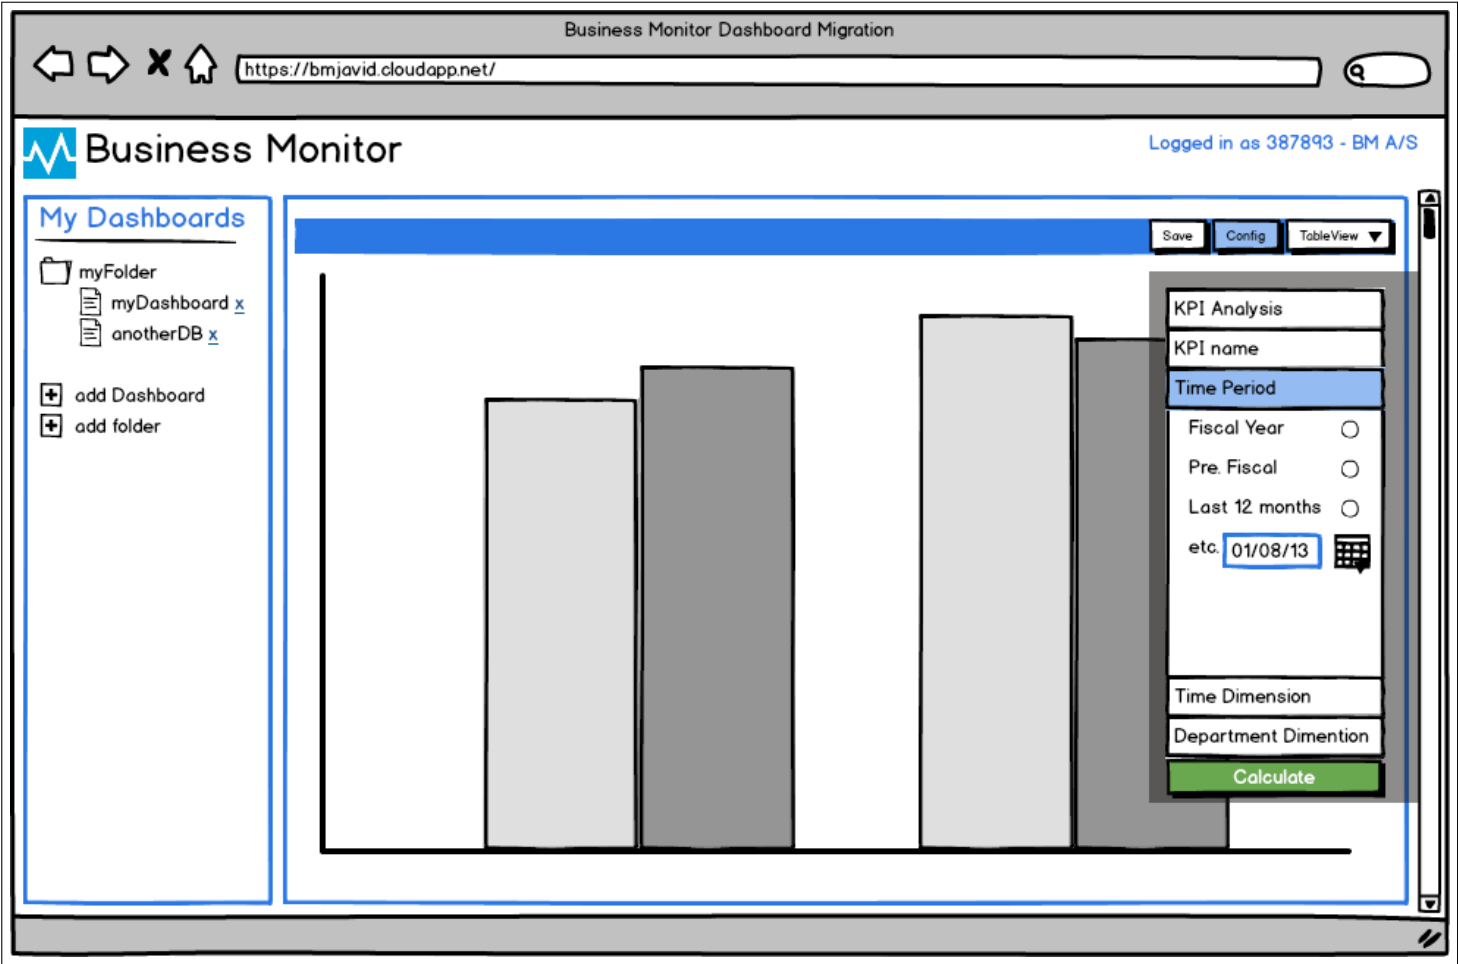 Business Monitor Dashboard Migration
https://bmjavid.cloudapp.net/
Business Monitor
Logged in as 387893 - BM A/S
My Dashboards
myFolder
myDashboard x
anotherDB x
add Dashboard
add folder
Save
Config
TableView
KPI Analysis
KPI name
Time Period
Fiscal Year
Pre. Fiscal
Last 12 months
etc. 01/08/13
Time Dimension
Department Dimention
Calculate